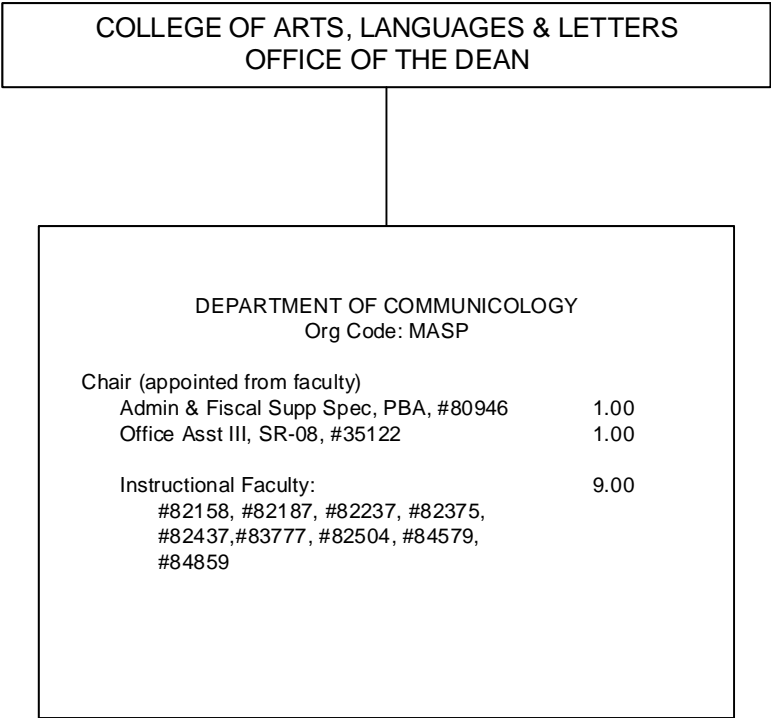 COLLEGE OF ARTS, LANGUAGES & LETTERS
OFFICE OF THE DEAN
DEPARTMENT OF COMMUNICOLOGY
Org Code: MASP
Chair (appointed from faculty)
Admin & Fiscal Supp Spec, PBA, #80946 1.00
Office Asst III, SR-08, #35122 1.00
Instructional Faculty: 9.00
#82158, #82187, #82237, #82375,
#82437,#83777, #82504, #84579,
#84859